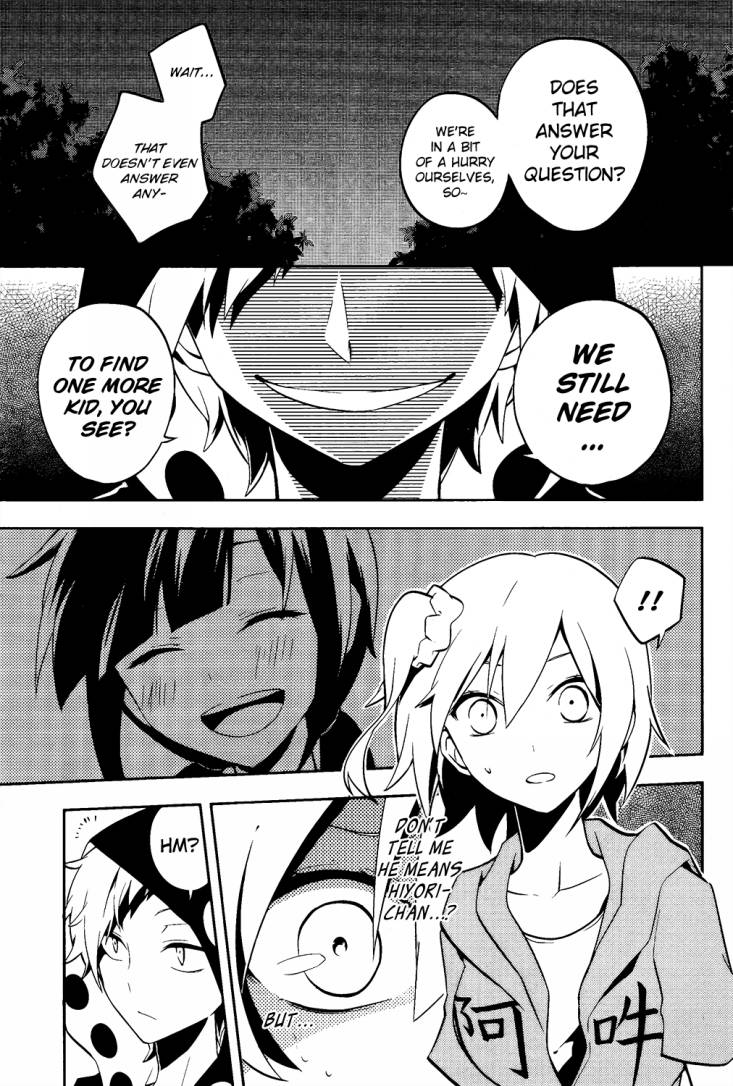 DOES
THAT
ANSWER
YOUR
QUESTION?
WE'RE
IN A BIT
OF A HURRY
OURSELVES,
SO~
WAIT...
THAT
DOESN'T EVEN
ANSWER
ANY-
WE
STILL
NEED
...
TO FIND
ONE MORE
KID, YOU
SEE?
!!
DON'T
TELL ME
HE MEANS
HIYORI-
CHAN...?
阿吽
BUT...
HM?